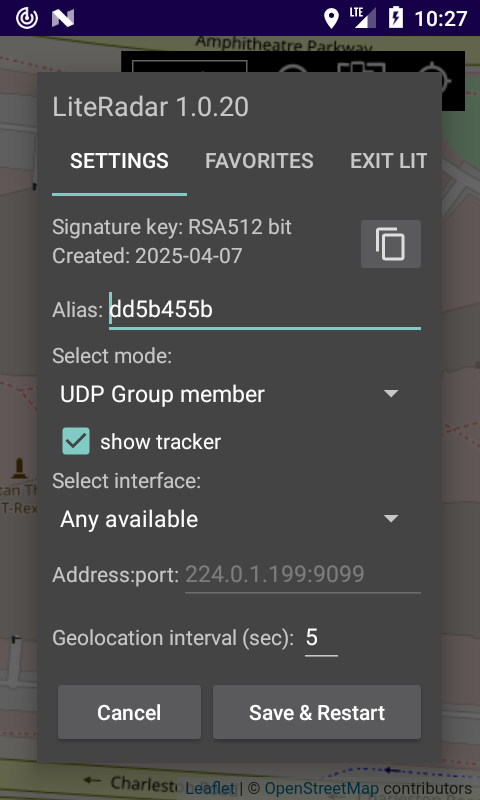 LTE 10:27
Amphitheatre Parkway
LiteRadar 1.0.20
SETTINGS FAVORITES EXIT LIT
Signature key: RSA512 bit
Created: 2025-04-07
Alias: dd5b455b
Select mode:
UDP Group member
show tracker
Select interface:
Any available
T-Rex
Address:port: 224.0.1.199:9099
Geolocation interval (sec): 5
Cancel Save & Restart
Leaflet | © OpenStreetMap contributors